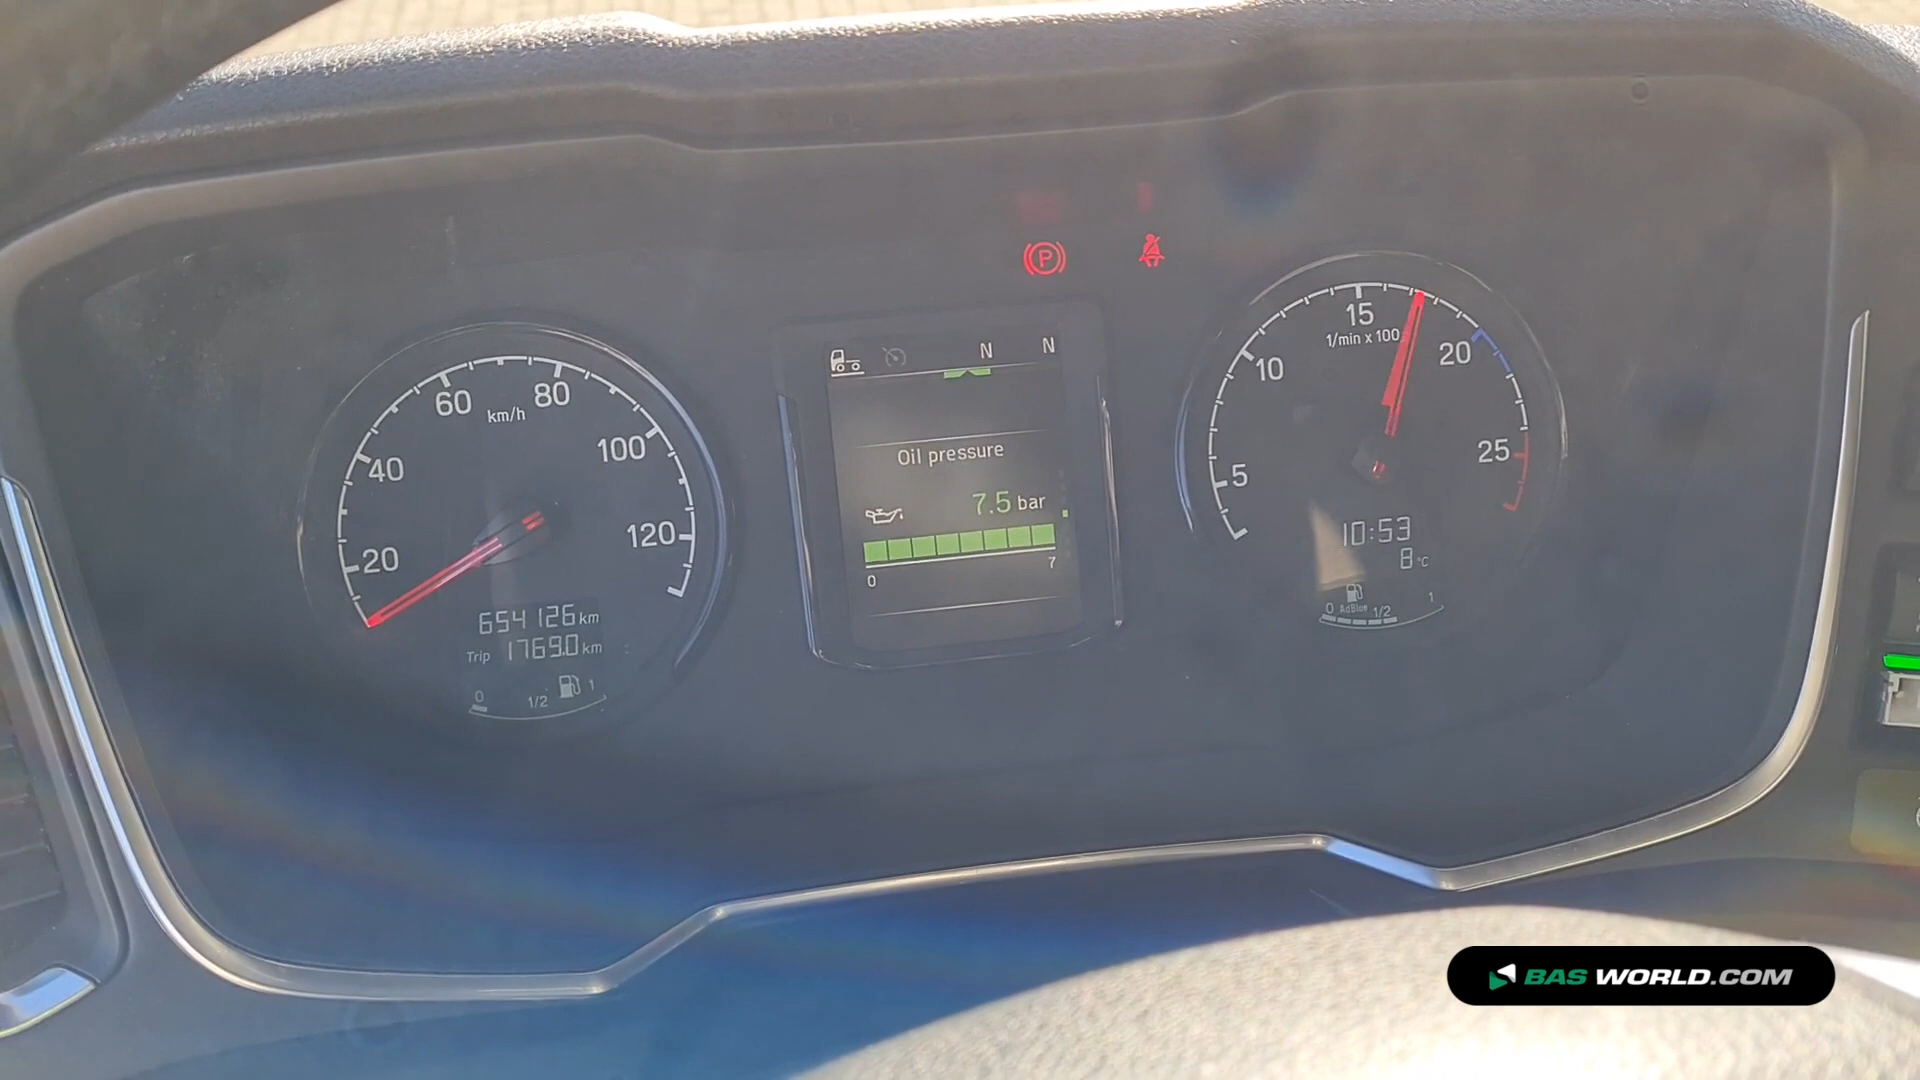 60 80
km/h
40 100
20 120
654126 km
Trip 1769.0 km
0 1/2 1
P
N N
Oil pressure
7.5 bar
0 7
15
1/min x 100
10 20
5 25
10:53
8 °C
0 AdBlue 1/2 1
BAS WORLD.COM